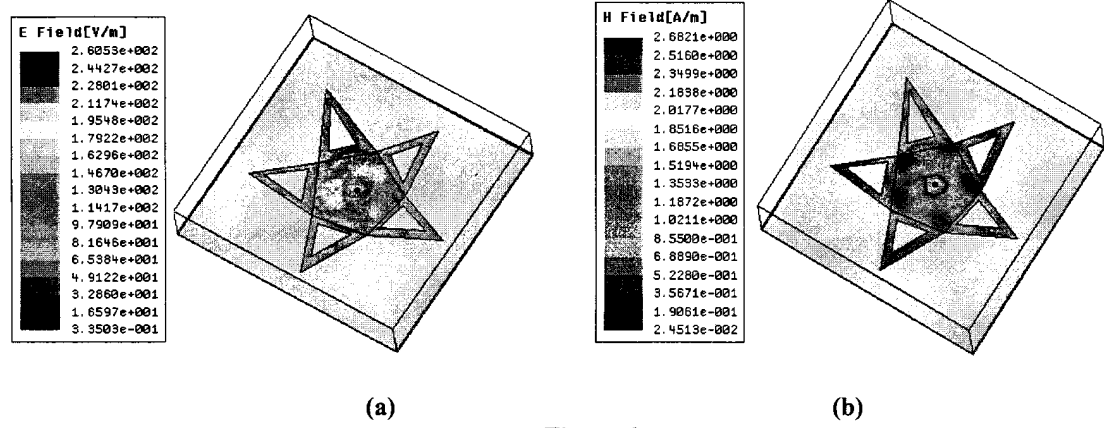 E Field[V/m]
2.6053e+002
2.4427e+002
2.2801e+002
2.1174e+002
1.9548e+002
1.7922e+002
1.6296e+002
1.4670e+002
1.3043e+002
1.1417e+002
9.7909e+001
8.1646e+001
6.5384e+001
4.9122e+001
3.2860e+001
1.6597e+001
3.3503e-001
H Field[A/m]
2.6821e+000
2.5160e+000
2.3499e+000
2.1838e+000
2.0177e+000
1.8516e+000
1.6855e+000
1.5194e+000
1.3533e+000
1.1872e+000
1.0211e+000
8.5500e-001
6.8890e-001
5.2280e-001
3.5671e-001
1.9061e-001
2.4513e-002
(a)
(b)